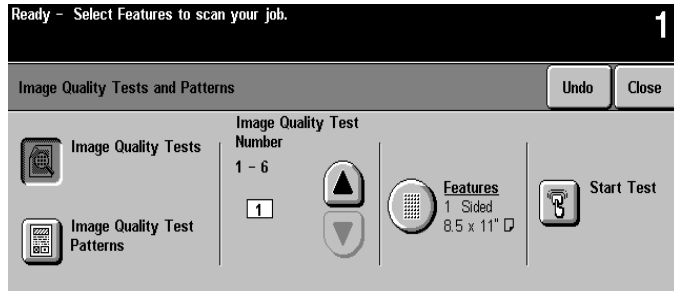 Ready - Select Features to scan your job.
1
Image Quality Tests and Patterns
Undo
Close
Image Quality Tests
Image Quality Test
Patterns
Image Quality Test
Number
1 - 6
1
Features
1 Sided
8.5 x 11"
Start Test